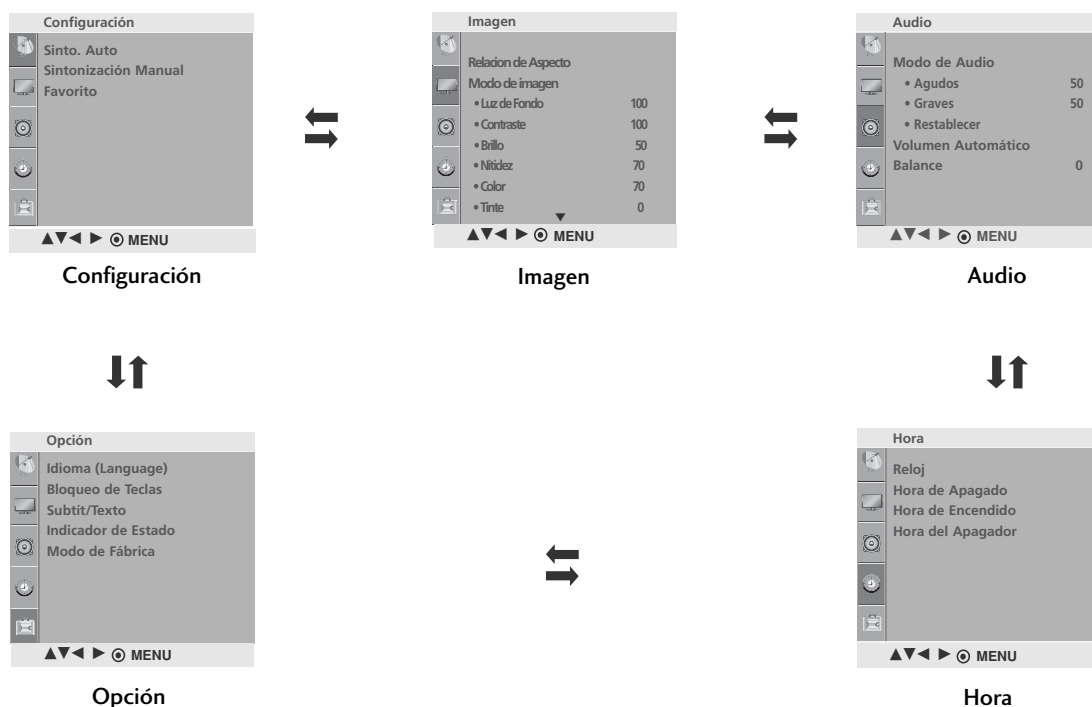 Configuración
Sinto. Auto
Sintonización Manual
Favorito
▲▼◄ ► ⦿ MENU
Configuración
Imagen
Relacion de Aspecto
Modo de imagen
• Luz de Fondo 100
• Contraste 100
• Brillo 50
• Nitidez 70
• Color 70
• Tinte 0
▼
▲▼◄ ► ⦿ MENU
Imagen
Audio
Modo de Audio
• Agudos 50
• Graves 50
• Restablecer
Volumen Automático
Balance 0
▲▼◄ ► ⦿ MENU
Audio
Opción
Idioma (Language)
Bloqueo de Teclas
Subtít/Texto
Indicador de Estado
Modo de Fábrica
▲▼◄ ► ⦿ MENU
Opción
Hora
Reloj
Hora de Apagado
Hora de Encendido
Hora del Apagador
▲▼◄ ► ⦿ MENU
Hora